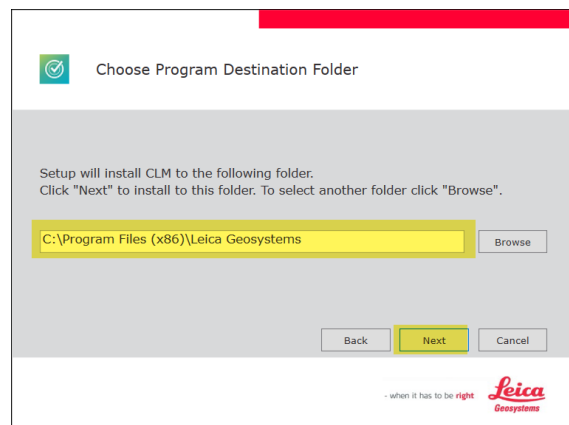 Choose Program Destination Folder
Setup will install CLM to the following folder.
Click "Next" to install to this folder. To select another folder click "Browse".
C:\Program Files (x86)\Leica Geosystems
Browse
Back
Next
Cancel
- when it has to be right
Leica
Geosystems